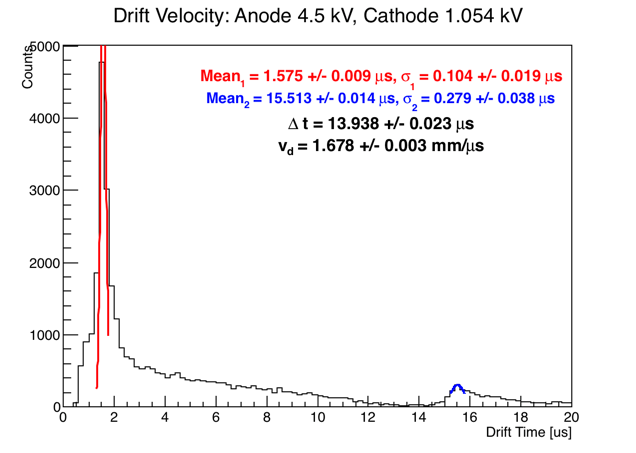 Drift Velocity: Anode 4.5 kV, Cathode 1.054 kV
Counts
5000
4000
3000
2000
1000
0
Mean1 = 1.575 +/- 0.009 μs, σ1 = 0.104 +/- 0.019 μs
Mean2 = 15.513 +/- 0.014 μs, σ2 = 0.279 +/- 0.038 μs
Δ t = 13.938 +/- 0.023 μs
vd = 1.678 +/- 0.003 mm/μs
0 2 4 6 8 10 12 14 16 18 20
Drift Time [us]